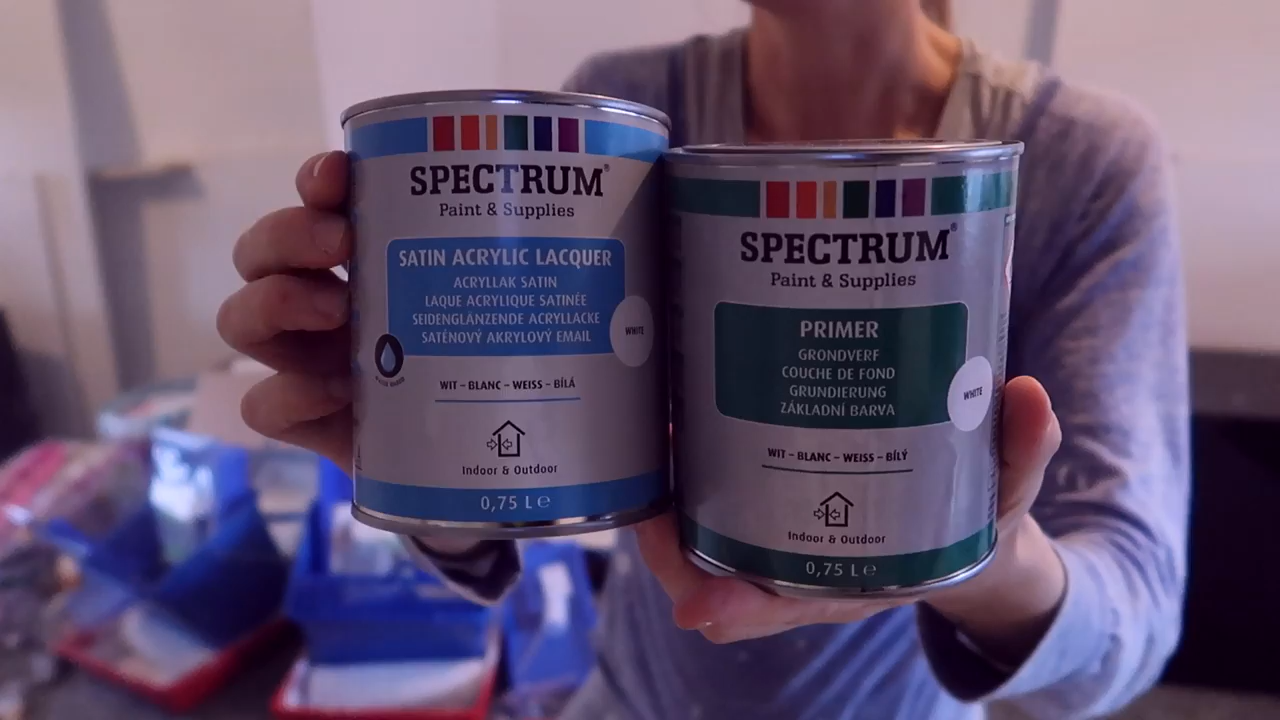 SPECTRUM®
Paint & Supplies
SATIN ACRYLIC LACQUER
ACRYLLAK SATIN
LAQUE ACRYLIQUE SATINÉE
SEIDENGLÄNZENDE ACRYLLACKE
SATÉNOVÝ AKRYLOVÝ EMAIL
WHITE
WIT – BLANC – WEISS – BÍLÁ
Indoor & Outdoor
0,75 L ℮
SPECTRUM®
Paint & Supplies
PRIMER
GRONDVERF
COUCHE DE FOND
GRUNDIERUNG
ZÁKLADNÍ BARVA
WHITE
WIT – BLANC – WEISS – BÍLÝ
Indoor & Outdoor
0,75 L ℮